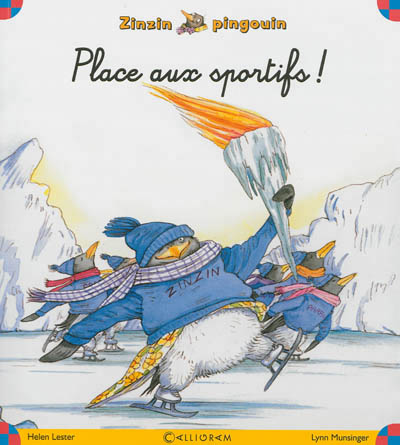 Zinzin pingouin
Place aux sportifs !
ZINZIN
Helen Lester
CALLIGRAM
Lynn Munsinger